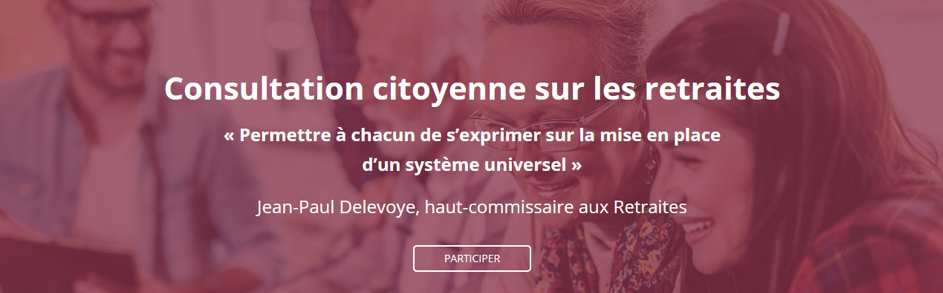 Consultation citoyenne sur les retraites
« Permettre à chacun de s’exprimer sur la mise en place
d’un système universel »
Jean-Paul Delevoye, haut-commissaire aux Retraites
PARTICIPER